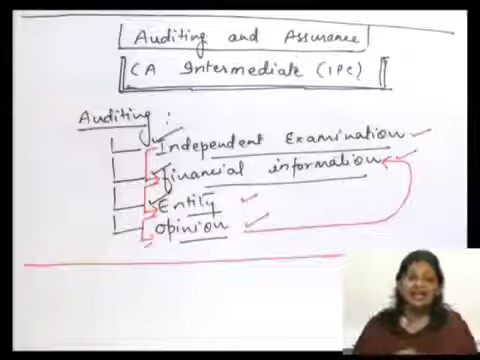 Auditing and Assurance
CA Intermediate (IPC)
Auditing :
Independent Examination
financial information
Entity
Opinion